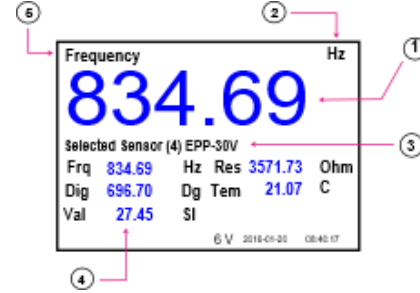 5 2
Frequency Hz
1
834.69
Selected Sensor (4) EPP-30V
3
Frq 834.69 Hz Res 3571.73 Ohm
Dig 696.70 Dg Tem 21.07 C
Val 27.45 SI
6 V 2016-01-20 08:40:17
4